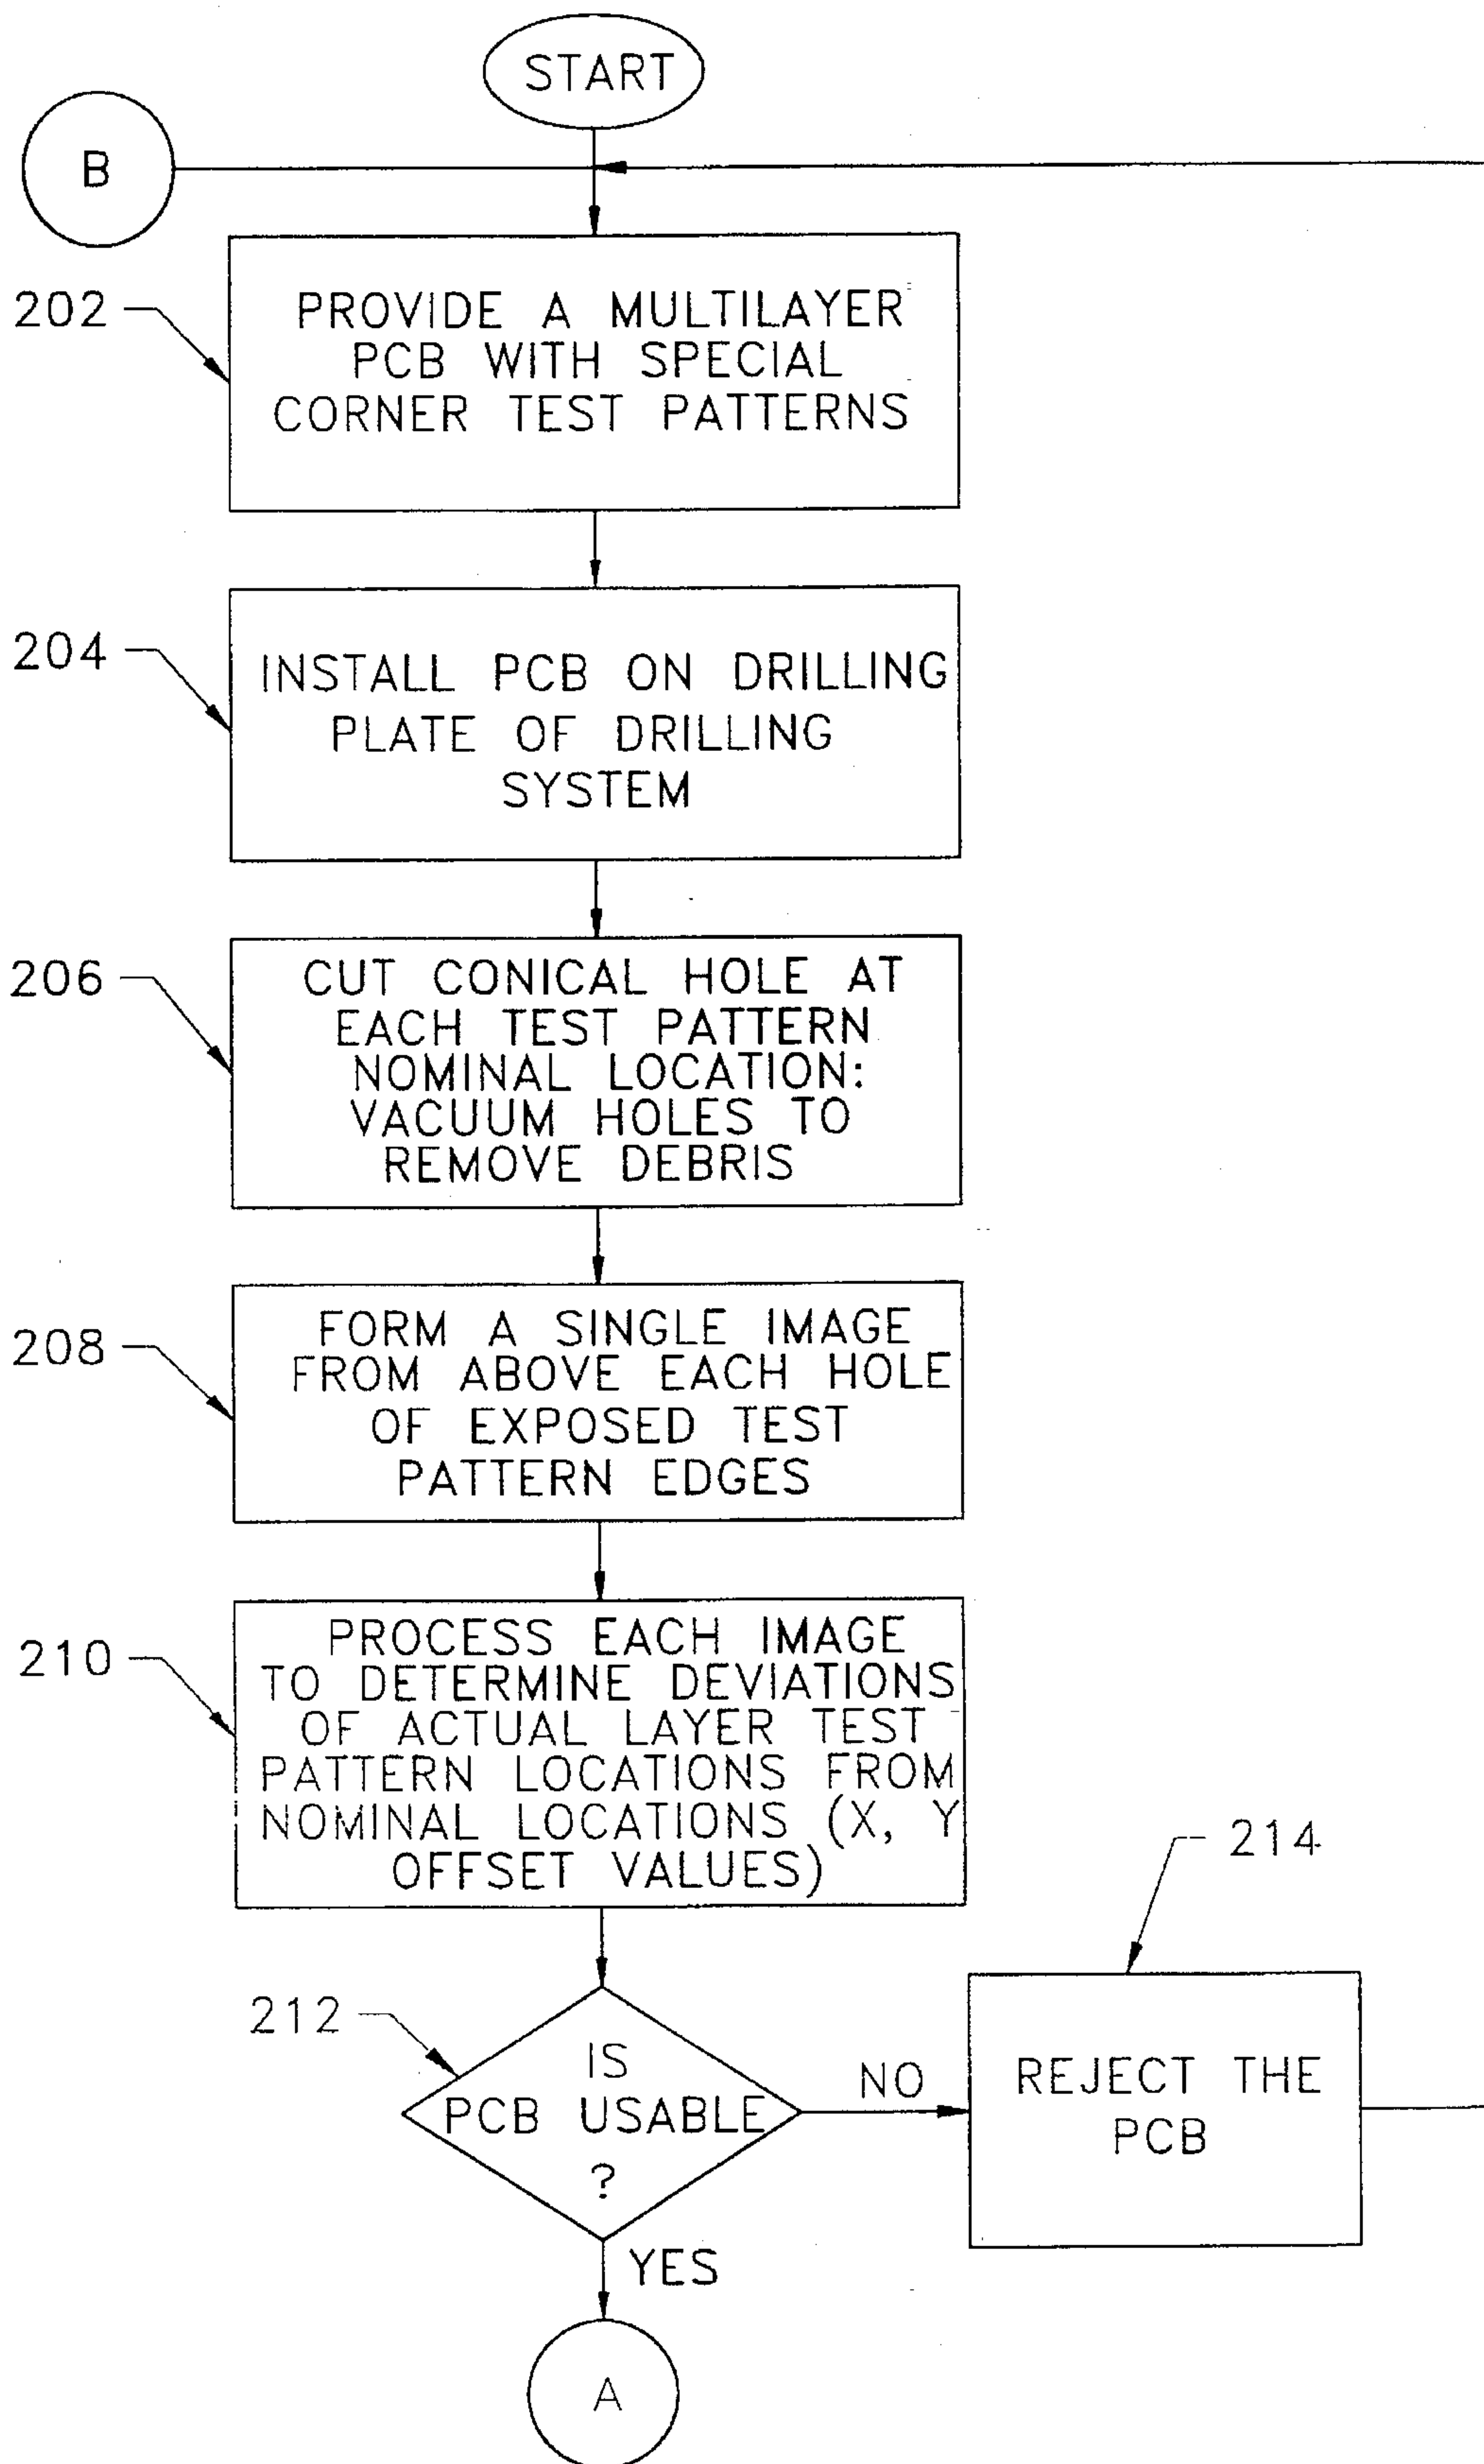 START
B
202
PROVIDE A MULTILAYER
PCB WITH SPECIAL
CORNER TEST PATTERNS
204
INSTALL PCB ON DRILLING
PLATE OF DRILLING
SYSTEM
206
CUT CONICAL HOLE AT
EACH TEST PATTERN
NOMINAL LOCATION:
VACUUM HOLES TO
REMOVE DEBRIS
208
FORM A SINGLE IMAGE
FROM ABOVE EACH HOLE
OF EXPOSED TEST
PATTERN EDGES
210
PROCESS EACH IMAGE
TO DETERMINE DEVIATIONS
OF ACTUAL LAYER TEST
PATTERN LOCATIONS FROM
NOMINAL LOCATIONS (X, Y
OFFSET VALUES)
214
212
IS
PCB USABLE
?
NO
REJECT THE
PCB
YES
A